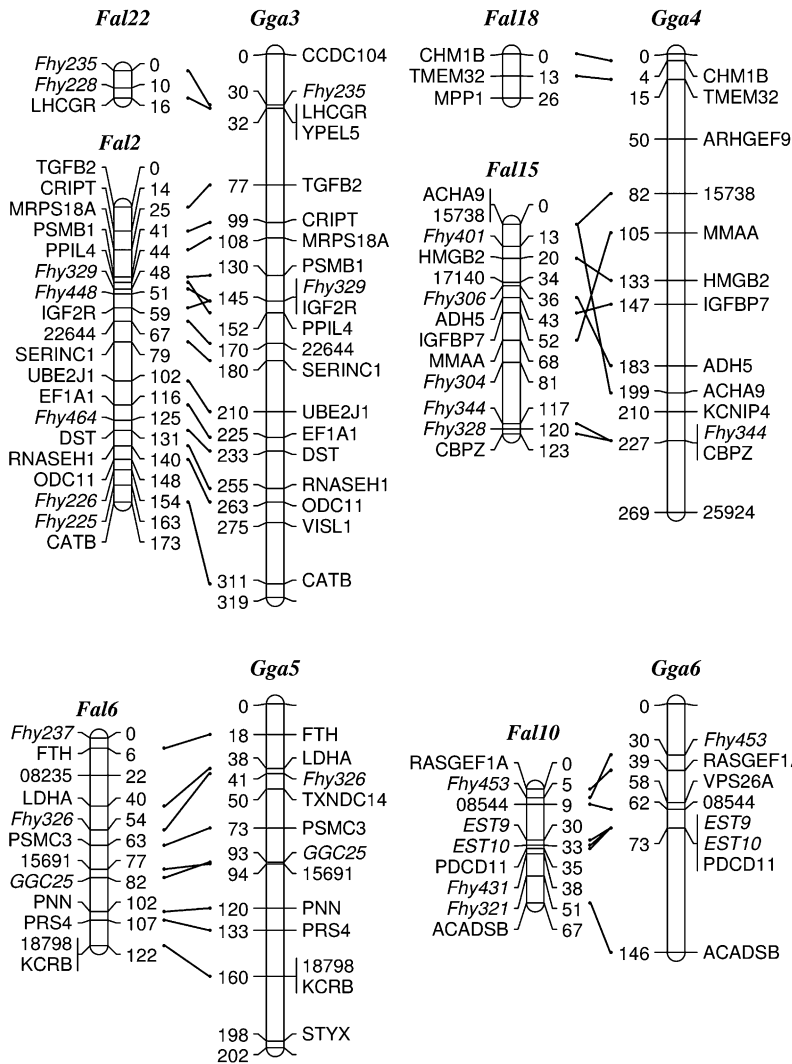 Fal22
Fhy235 0
Fhy228 10
LHCGR 16
Gga3
0 CCDC104
30 Fhy235
32 LHCGR
YPEL5
77 TGFB2
99 CRIPT
108 MRPS18A
130 PSMB1
145 Fhy329
IGF2R
152 PPIL4
170 22644
180 SERINC1
210 UBE2J1
225 EF1A1
233 DST
255 RNASEH1
263 ODC11
275 VISL1
311 CATB
319
Fal2
TGFB2 0
CRIPT 14
MRPS18A 25
PSMB1 41
PPIL4 44
Fhy329 48
Fhy448 51
IGF2R 59
22644 67
SERINC1 79
UBE2J1 102
EF1A1 116
Fhy464 125
DST 131
RNASEH1 140
ODC11 148
Fhy226 154
Fhy225 163
CATB 173
Fal18
CHM1B 0
TMEM32 13
MPP1 26
Gga4
0
4 CHM1B
15 TMEM32
50 ARHGEF9
82 15738
105 MMAA
133 HMGB2
147 IGFBP7
183 ADH5
199 ACHA9
210 KCNIP4
227 Fhy344
CBPZ
269 25924
Fal15
ACHA9
15738 0
Fhy401 13
HMGB2 20
17140 34
Fhy306 36
ADH5 43
IGFBP7 52
MMAA 68
Fhy304 81
Fhy344 117
Fhy328 120
CBPZ 123
Fal6
Fhy237 0
FTH 6
08235 22
LDHA 40
Fhy326 54
PSMC3 63
15691 77
GGC25 82
PNN 102
PRS4 107
18798
KCRB 122
Gga5
0
18 FTH
38 LDHA
41 Fhy326
50 TXNDC14
73 PSMC3
93 GGC25
94 15691
120 PNN
133 PRS4
160 18798
KCRB
198 STYX
202
Fal10
RASGEF1A 0
Fhy453 5
08544 9
EST9 30
EST10 33
PDCD11 35
Fhy431 38
Fhy321 51
ACADSB 67
Gga6
0
30 Fhy453
39 RASGEF1A
58 VPS26A
62 08544
73 EST9
EST10
PDCD11
146 ACADSB